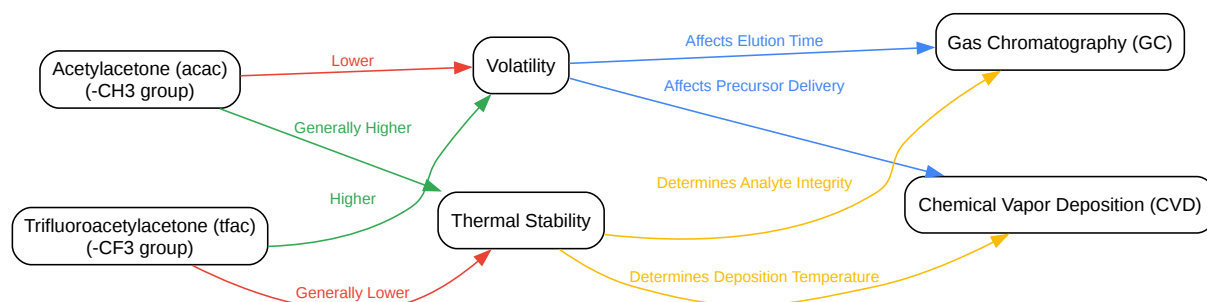 Acetylacetone (acac)
(-CH3 group)
Lower
Volatility
Affects Elution Time
Gas Chromatography (GC)
Affects Precursor Delivery
Generally Higher
Higher
Determines Analyte Integrity
Trifluoroacetylacetone (tfac)
(-CF3 group)
Thermal Stability
Chemical Vapor Deposition (CVD)
Generally Lower
Determines Deposition Temperature